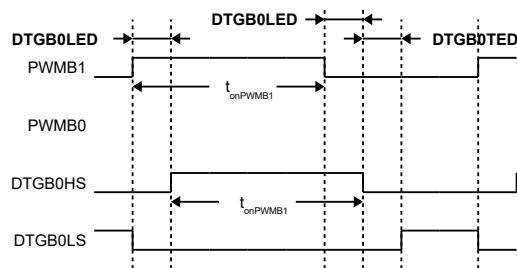 DTGB0LED
DTGB0LED
DTGB0TED
PWMB1
tonPWMB1
PWMB0
DTGB0HS
tonPWMB1
DTGB0LS